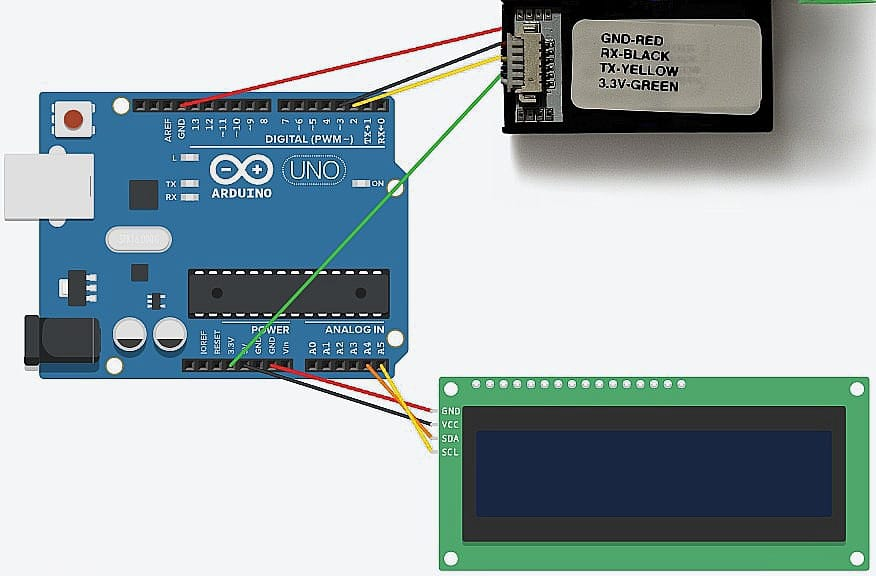 GND-RED
RX-BLACK
TX-YELLOW
3.3V-GREEN
AREF
GND
13
12
~11
~10
~9
8
7
~6
~5
4
~3
2
TX→1
RX←0
DIGITAL (PWM~)
L
TX
RX
ARDUINO
UNO
ON
POWER
ANALOG IN
IOREF
RESET
3.3V
GND
GND
Vin
A0
A1
A2
A3
A4
A5
GND
VCC
SDA
SCL